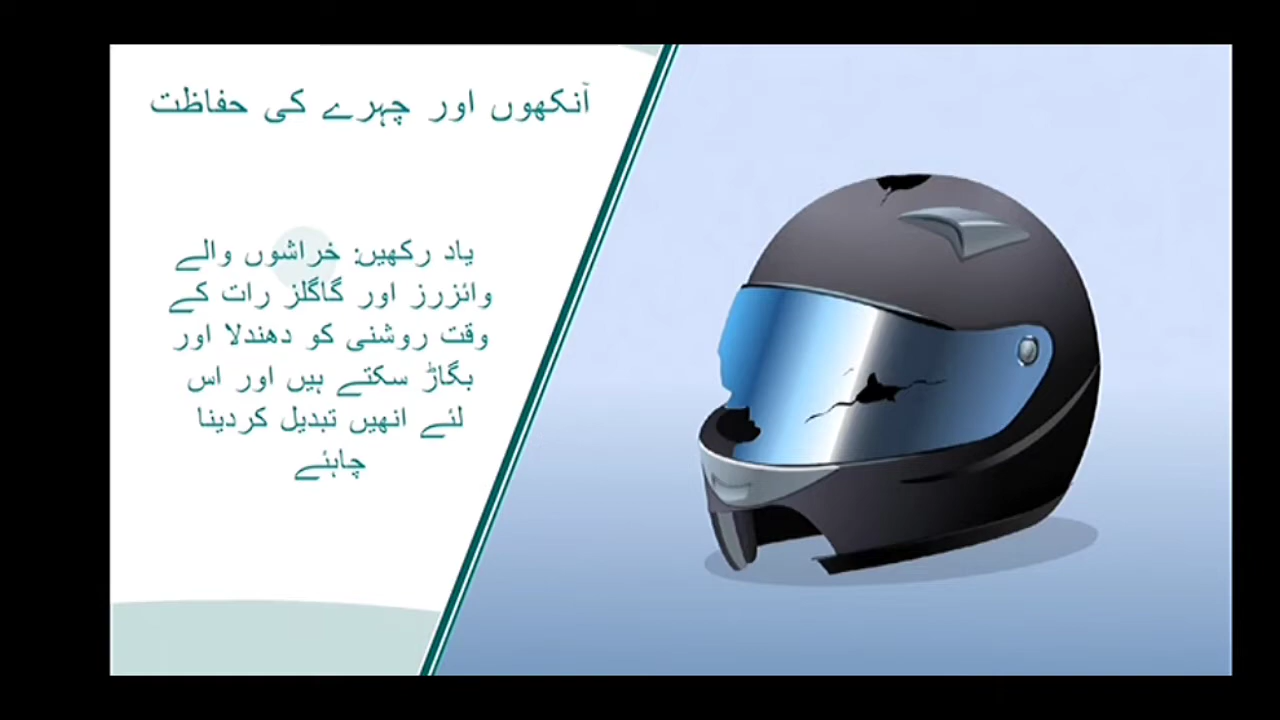 آنکھوں اور چہرے کی حفاظت
یاد رکھیں: خراشوں والے
وائزرز اور گاگلز رات کے
وقت روشنی کو دھندلا اور
بگاڑ سکتے ہیں اور اس
لئے انھیں تبدیل کردینا
چاہئے